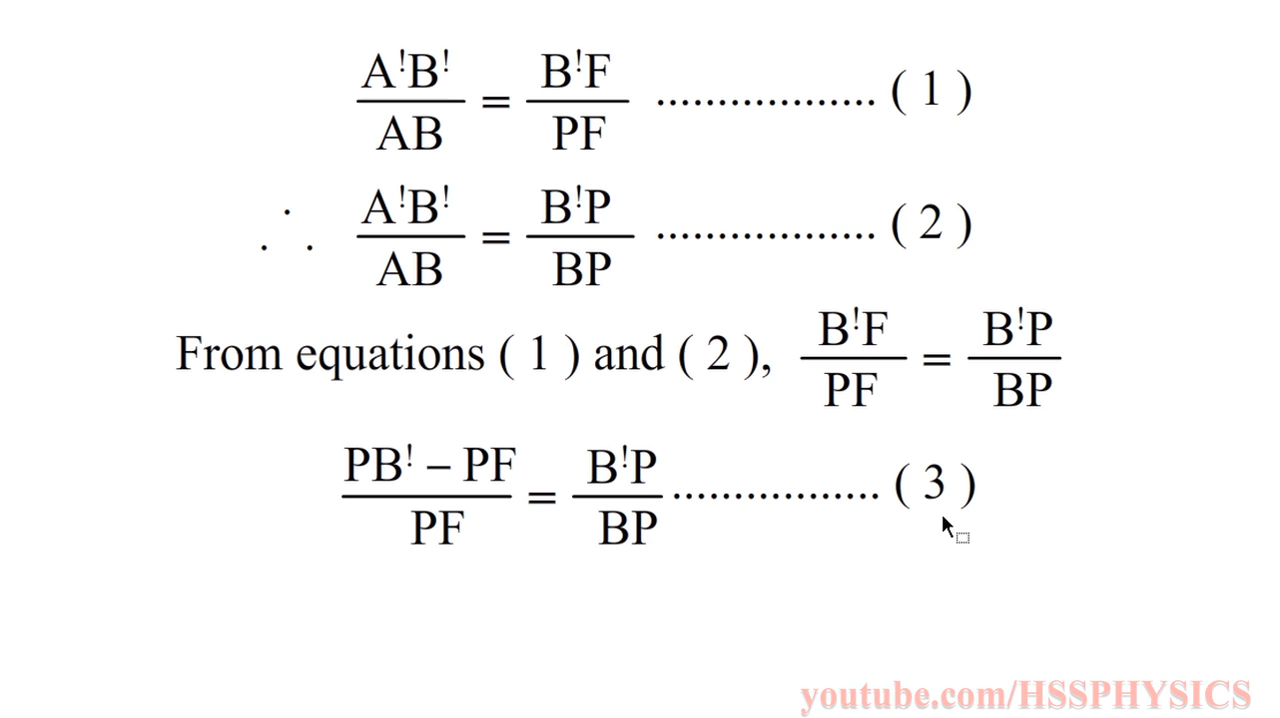 A!B! / AB = B!F / PF .................. ( 1 )
∴ A!B! / AB = B!P / BP .................. ( 2 )
From equations ( 1 ) and ( 2 ), B!F / PF = B!P / BP
PB! – PF / PF = B!P / BP ................. ( 3 )
youtube.com/HSSPHYSICS